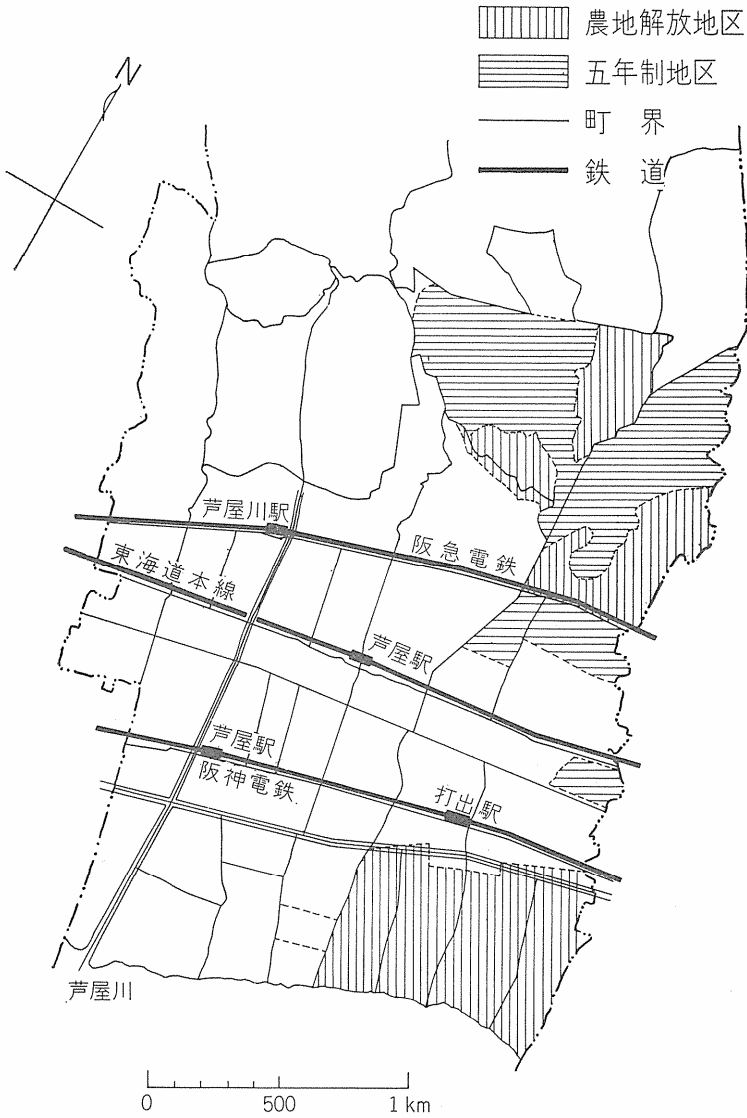 農地解放地区
五年制地区
町界
鉄道
N
芦屋川駅
阪急電鉄
東海道本線
芦屋駅
芦屋駅
阪神電鉄
打出駅
芦屋川
0 500 1km